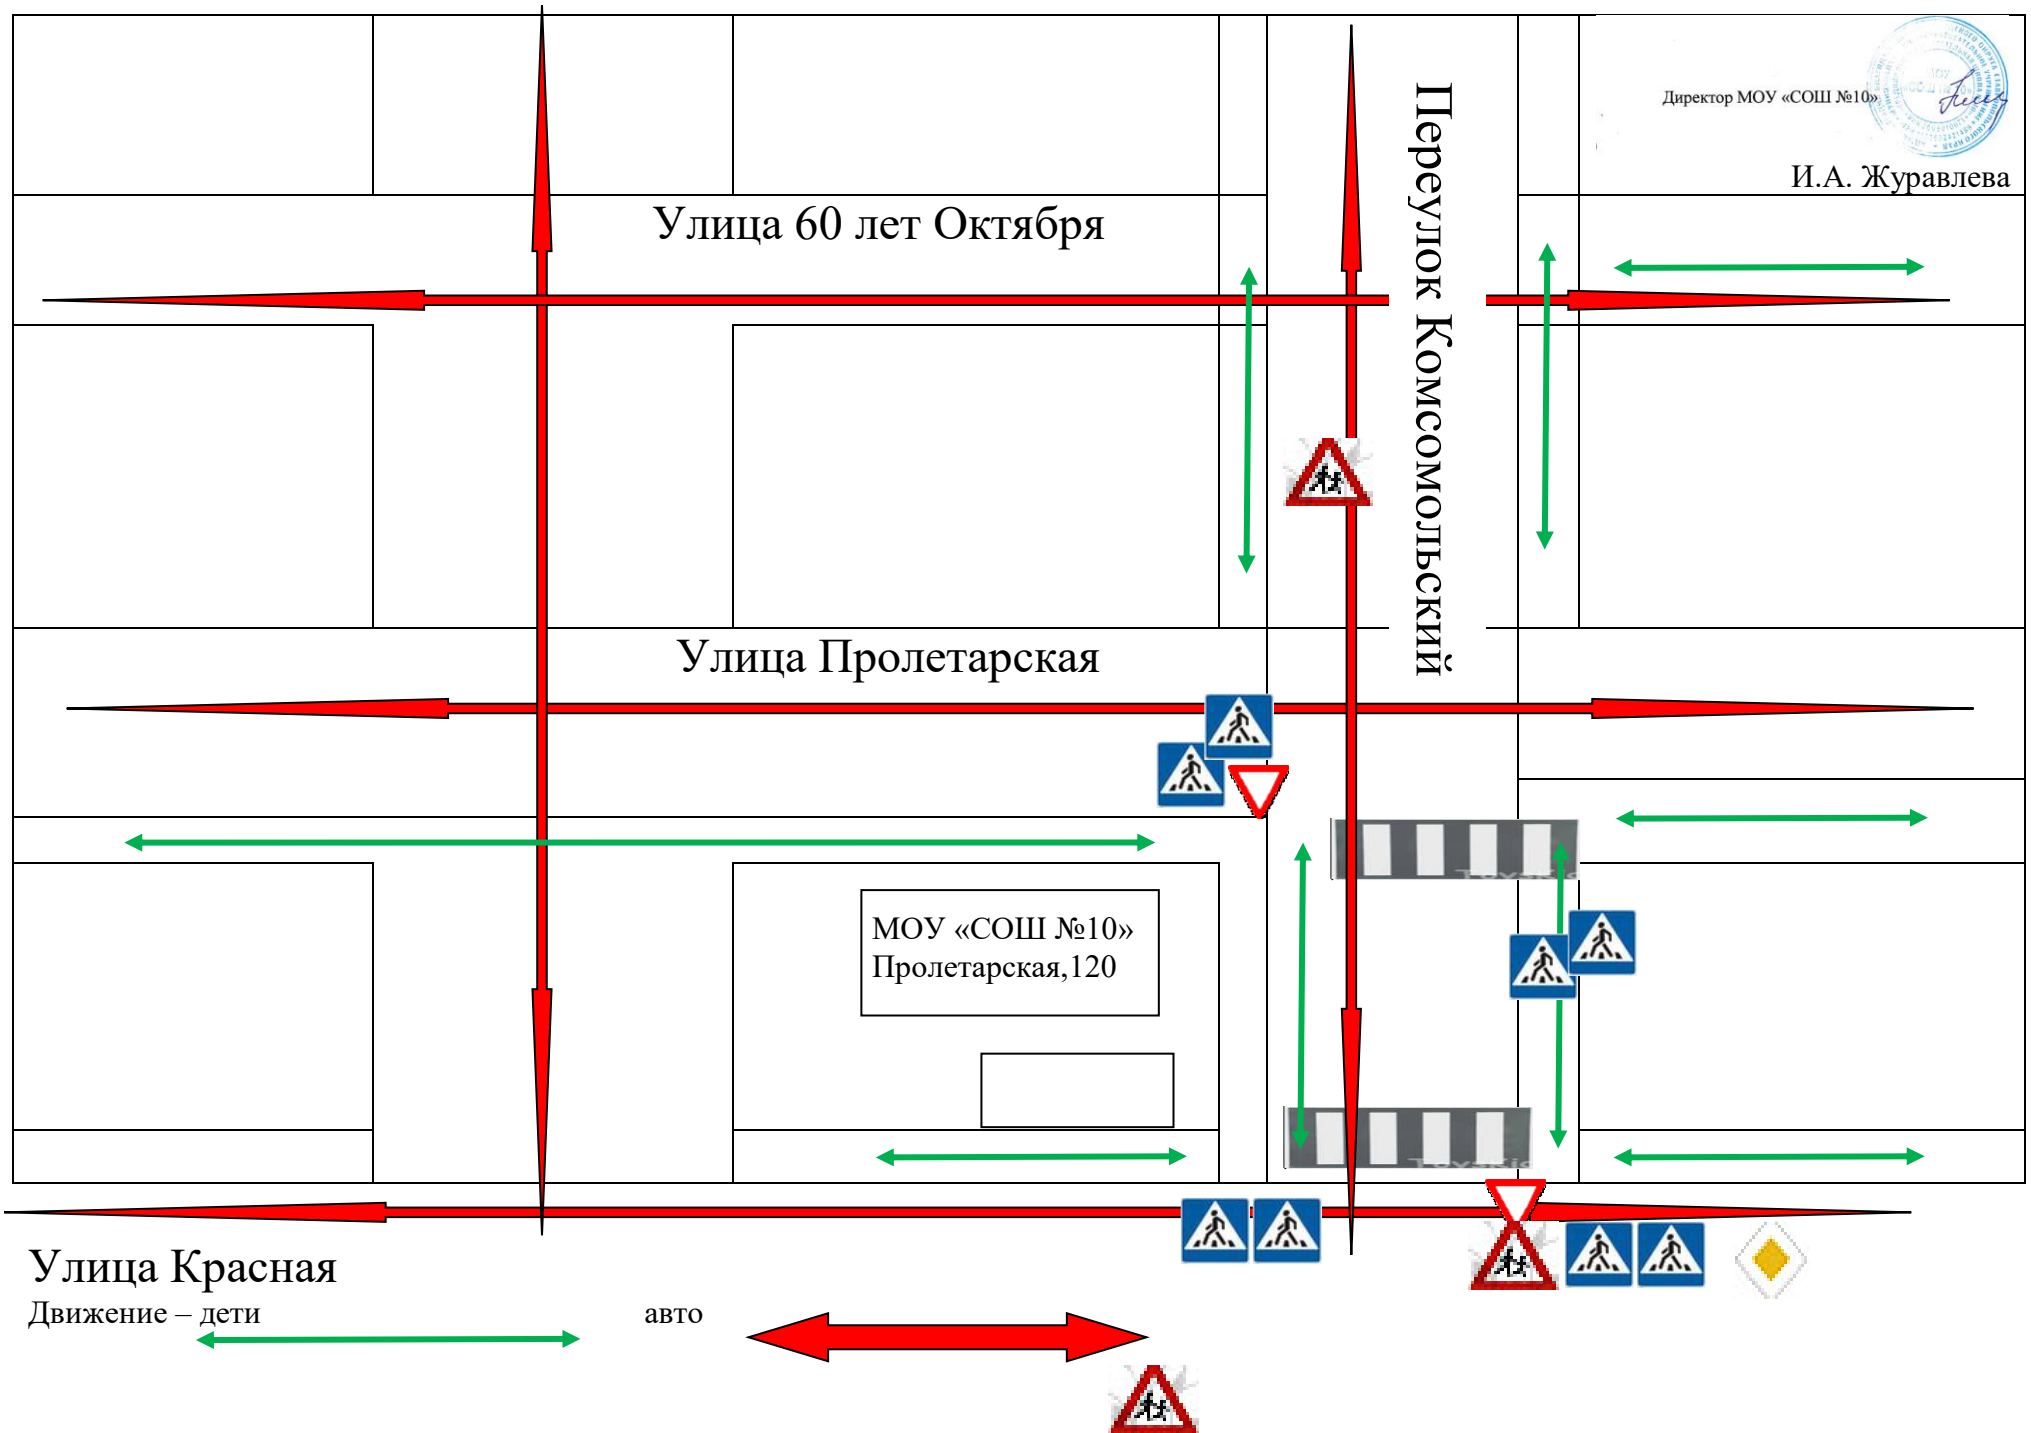 Директор МОУ «СОШ №10»
И.А. Журавлева
Улица 60 лет Октября
Переулок Комсомольский
Улица Пролетарская
МОУ «СОШ №10»
Пролетарская,120
Улица Красная
Движение – дети
авто